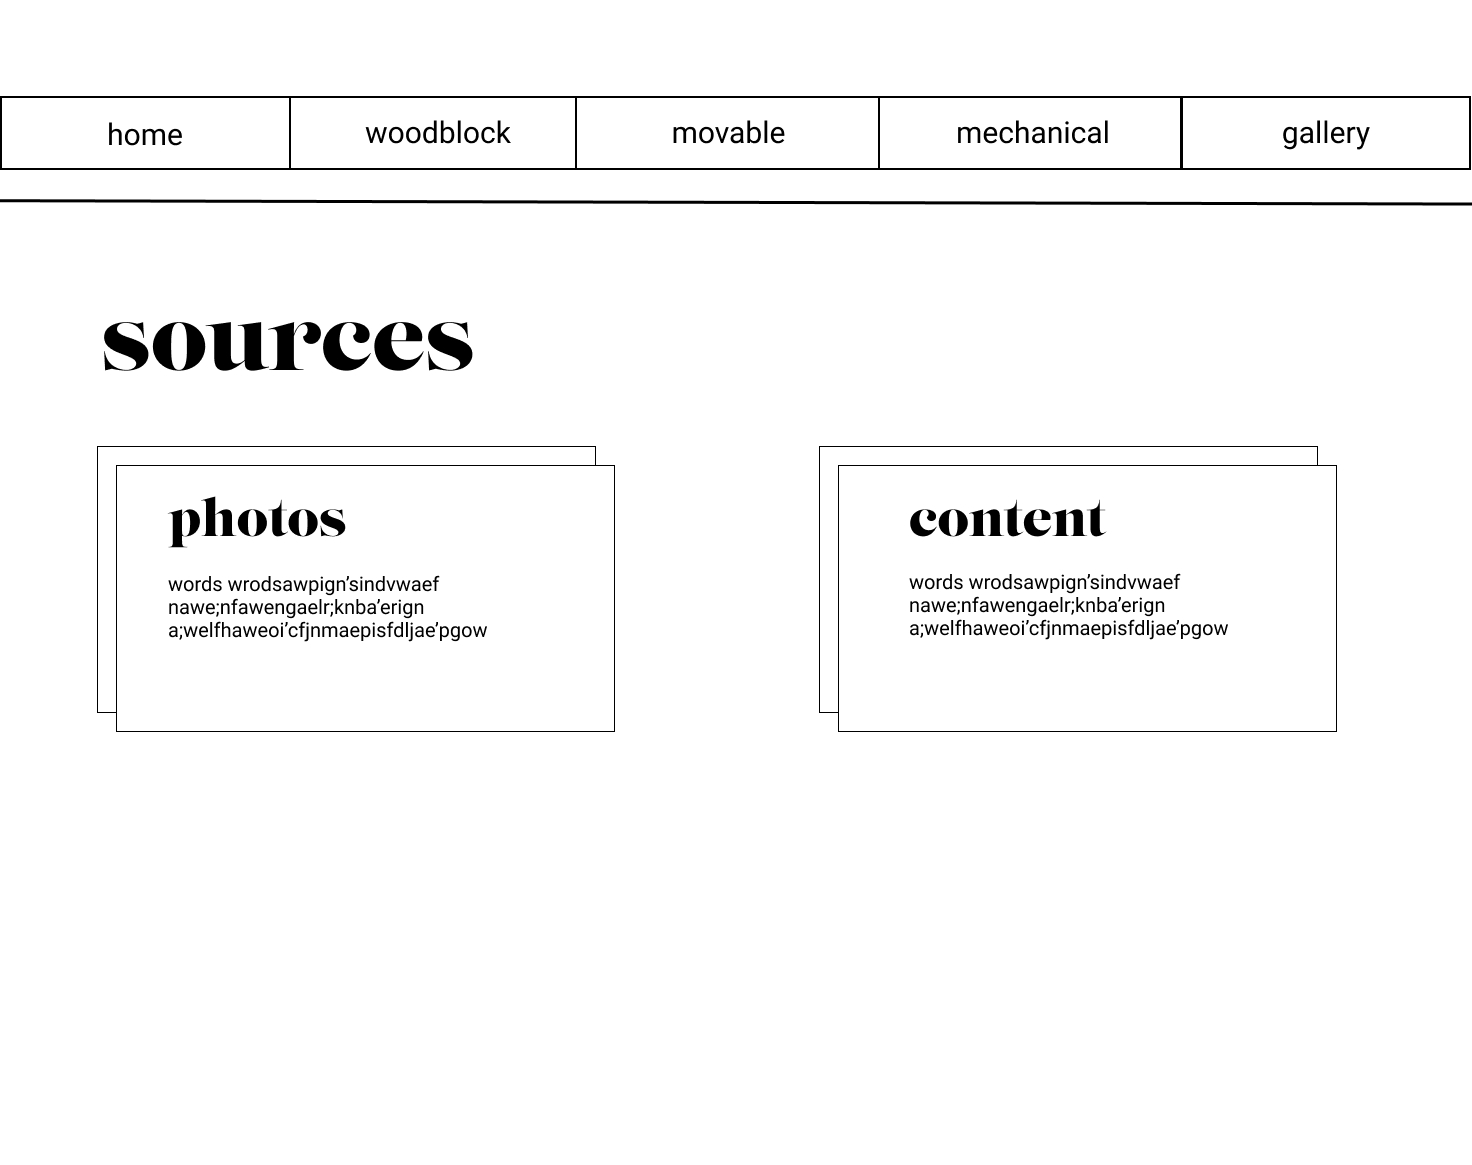 home
woodblock
movable
mechanical
gallery
sources
photos
words wrodsawpign’sindvwaef
nawe;nfawengaelr;knba’erign
a;welfhaweoi’cfjnmaepisfdljae’pgow
content
words wrodsawpign’sindvwaef
nawe;nfawengaelr;knba’erign
a;welfhaweoi’cfjnmaepisfdljae’pgow